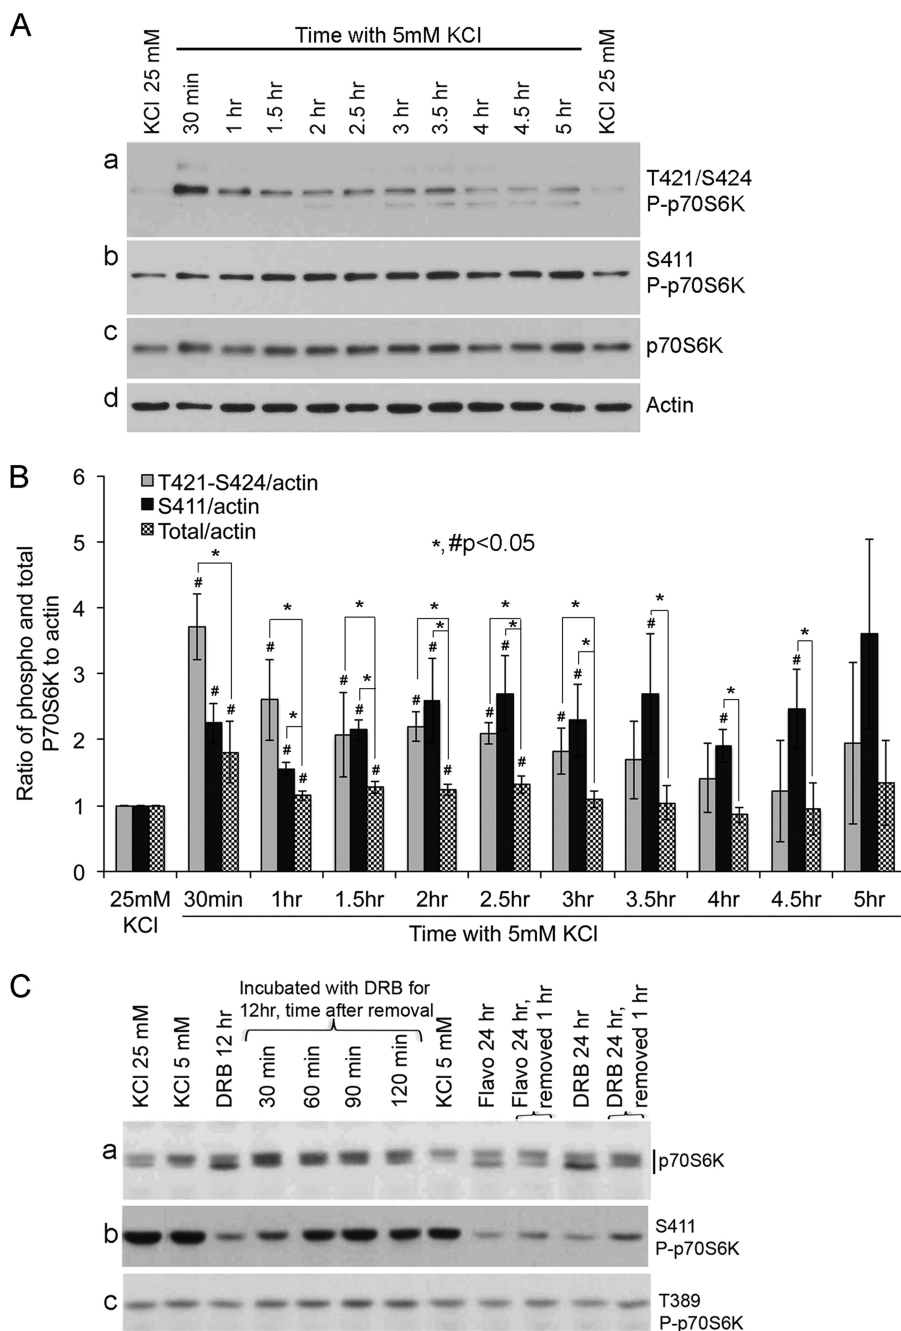 A
Time with 5mM KCl
KCl 25 mM
30 min
1 hr
1.5 hr
2 hr
2.5 hr
3 hr
3.5 hr
4 hr
4.5 hr
5 hr
KCl 25 mM
a
T421/S424
P-p70S6K
b
S411
P-p70S6K
c
p70S6K
d
Actin
B
Ratio of phospho and total
P70S6K to actin
6
5
4
3
2
1
0
T421-S424/actin
S411/actin
Total/actin
*, #p<0.05
* * * * * * * * * * * * * *
# # # # # # # # # # # # # # # # # # # # # #
25mM
KCl
30min
1hr
1.5hr
2hr
2.5hr
3hr
3.5hr
4hr
4.5hr
5hr
Time with 5mM KCl
C
Incubated with DRB for
12hr, time after removal
KCl 25 mM
KCl 5 mM
DRB 12 hr
30 min
60 min
90 min
120 min
KCl 5 mM
Flavo 24 hr
Flavo 24 hr,
removed 1 hr
DRB 24 hr
DRB 24 hr,
removed 1 hr
a
p70S6K
b
S411
P-p70S6K
c
T389
P-p70S6K